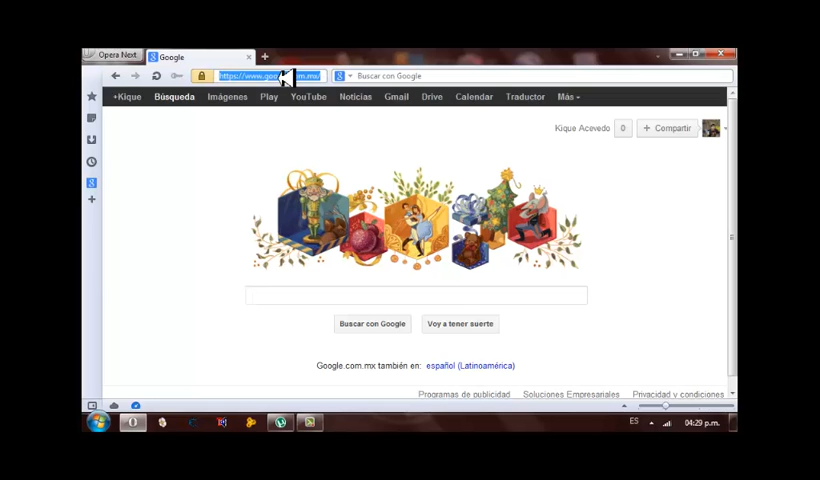 Opera Next
Google
https://www.goo
om.mx/
Buscar con Google
+Kique Búsqueda Imágenes Play YouTube Noticias Gmail Drive Calendar Traductor Más
Kique Acevedo 0 + Compartir
Buscar con Google Voy a tener suerte
Google.com.mx también en: español (Latinoamérica)
Programas de publicidad Soluciones Empresariales Privacidad y condiciones
ES 04:29 p.m.